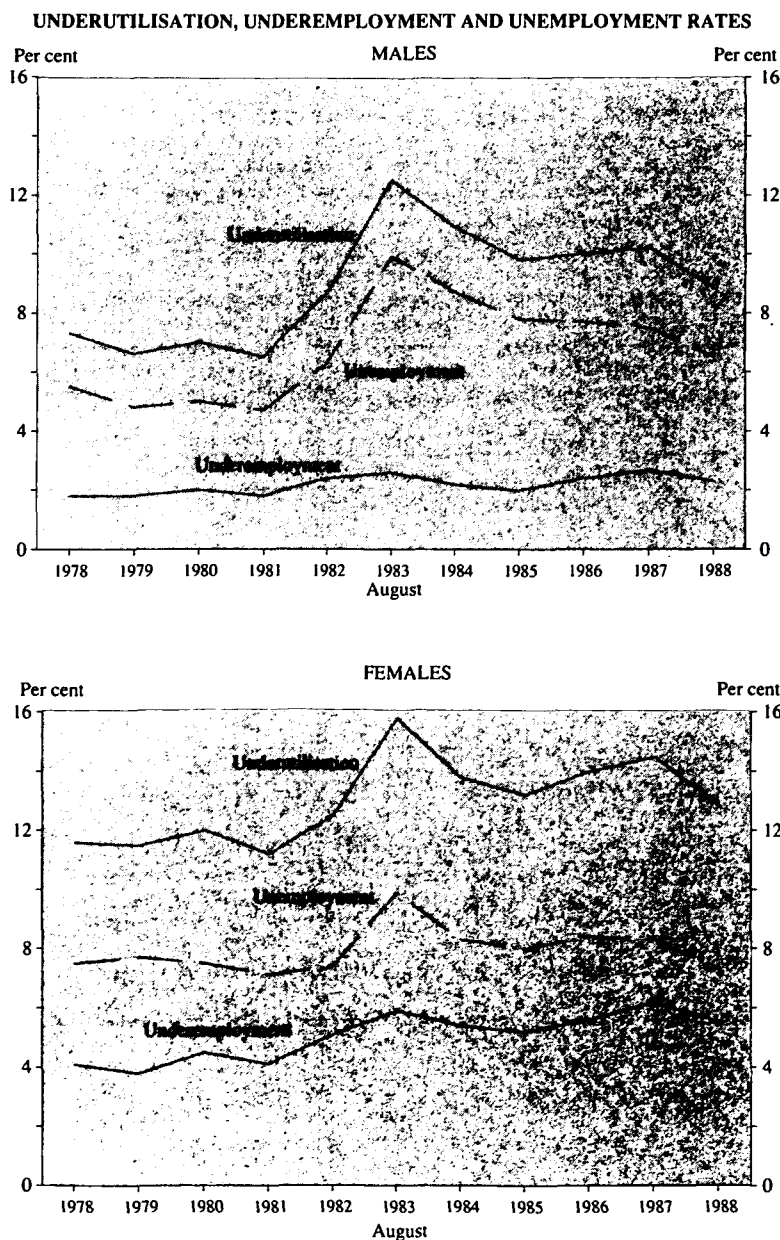 UNDERUTILISATION, UNDEREMPLOYMENT AND UNEMPLOYMENT RATES
Per cent MALES Per cent
16 16
12 12
Underutilisation
8 8
Unemployment
4 4
Underemployment
0 0
1978 1979 1980 1981 1982 1983 1984 1985 1986 1987 1988
August
FEMALES
Per cent Per cent
16 16
Underutilisation
12 12
Unemployment
8 8
Underemployment
4 4
0 0
1978 1979 1980 1981 1982 1983 1984 1985 1986 1987 1988
August